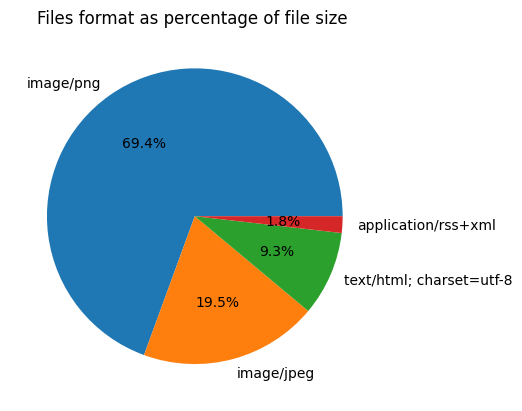 Files format as percentage of file size
image/png
69.4%
1.8%
application/rss+xml
9.3%
text/html; charset=utf-8
19.5%
image/jpeg